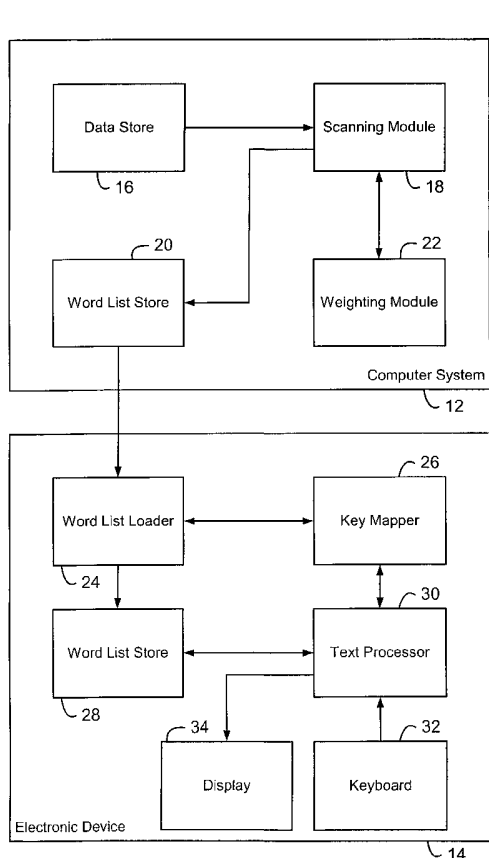 Data Store
16
Scanning Module
18
20
Word List Store
22
Weighting Module
Computer System
12
26
Word List Loader
24
Key Mapper
30
Word List Store
28
Text Processor
34
Display
32
Keyboard
Electronic Device
14